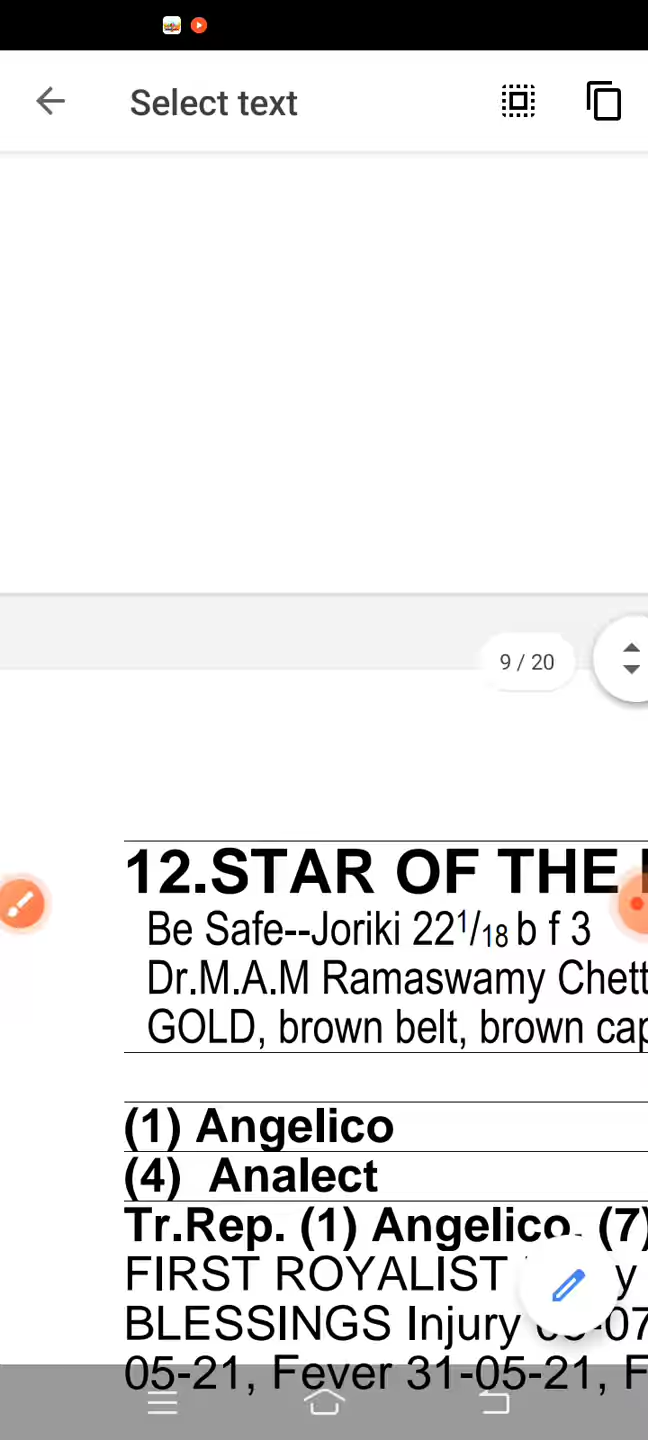 Select text
9 / 20
12.STAR OF THE
Be Safe--Joriki 22¹/₁₈ b f 3
Dr.M.A.M Ramaswamy Chett
GOLD, brown belt, brown cap
(1) Angelico
(4) Analect
Tr.Rep. (1) Angelico, (7)
FIRST ROYALIST y
BLESSINGS Injury -07
05-21, Fever 31-05-21, F